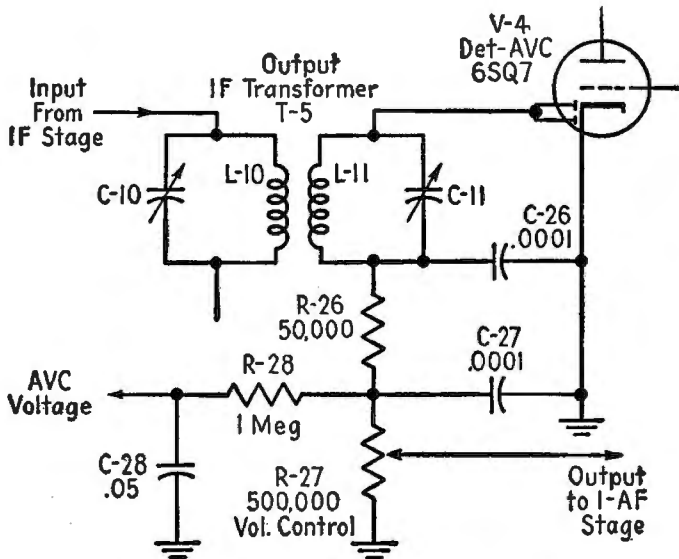 V-4
Det-AVC
6SQ7
Output
IF Transformer
T-5
Input
From
IF Stage
C-10
L-10
L-11
C-11
C-26
.0001
R-26
50,000
C-27
.0001
R-28
1 Meg
AVC
Voltage
C-28
.05
R-27
500,000
Vol. Control
Output
to 1-AF
Stage